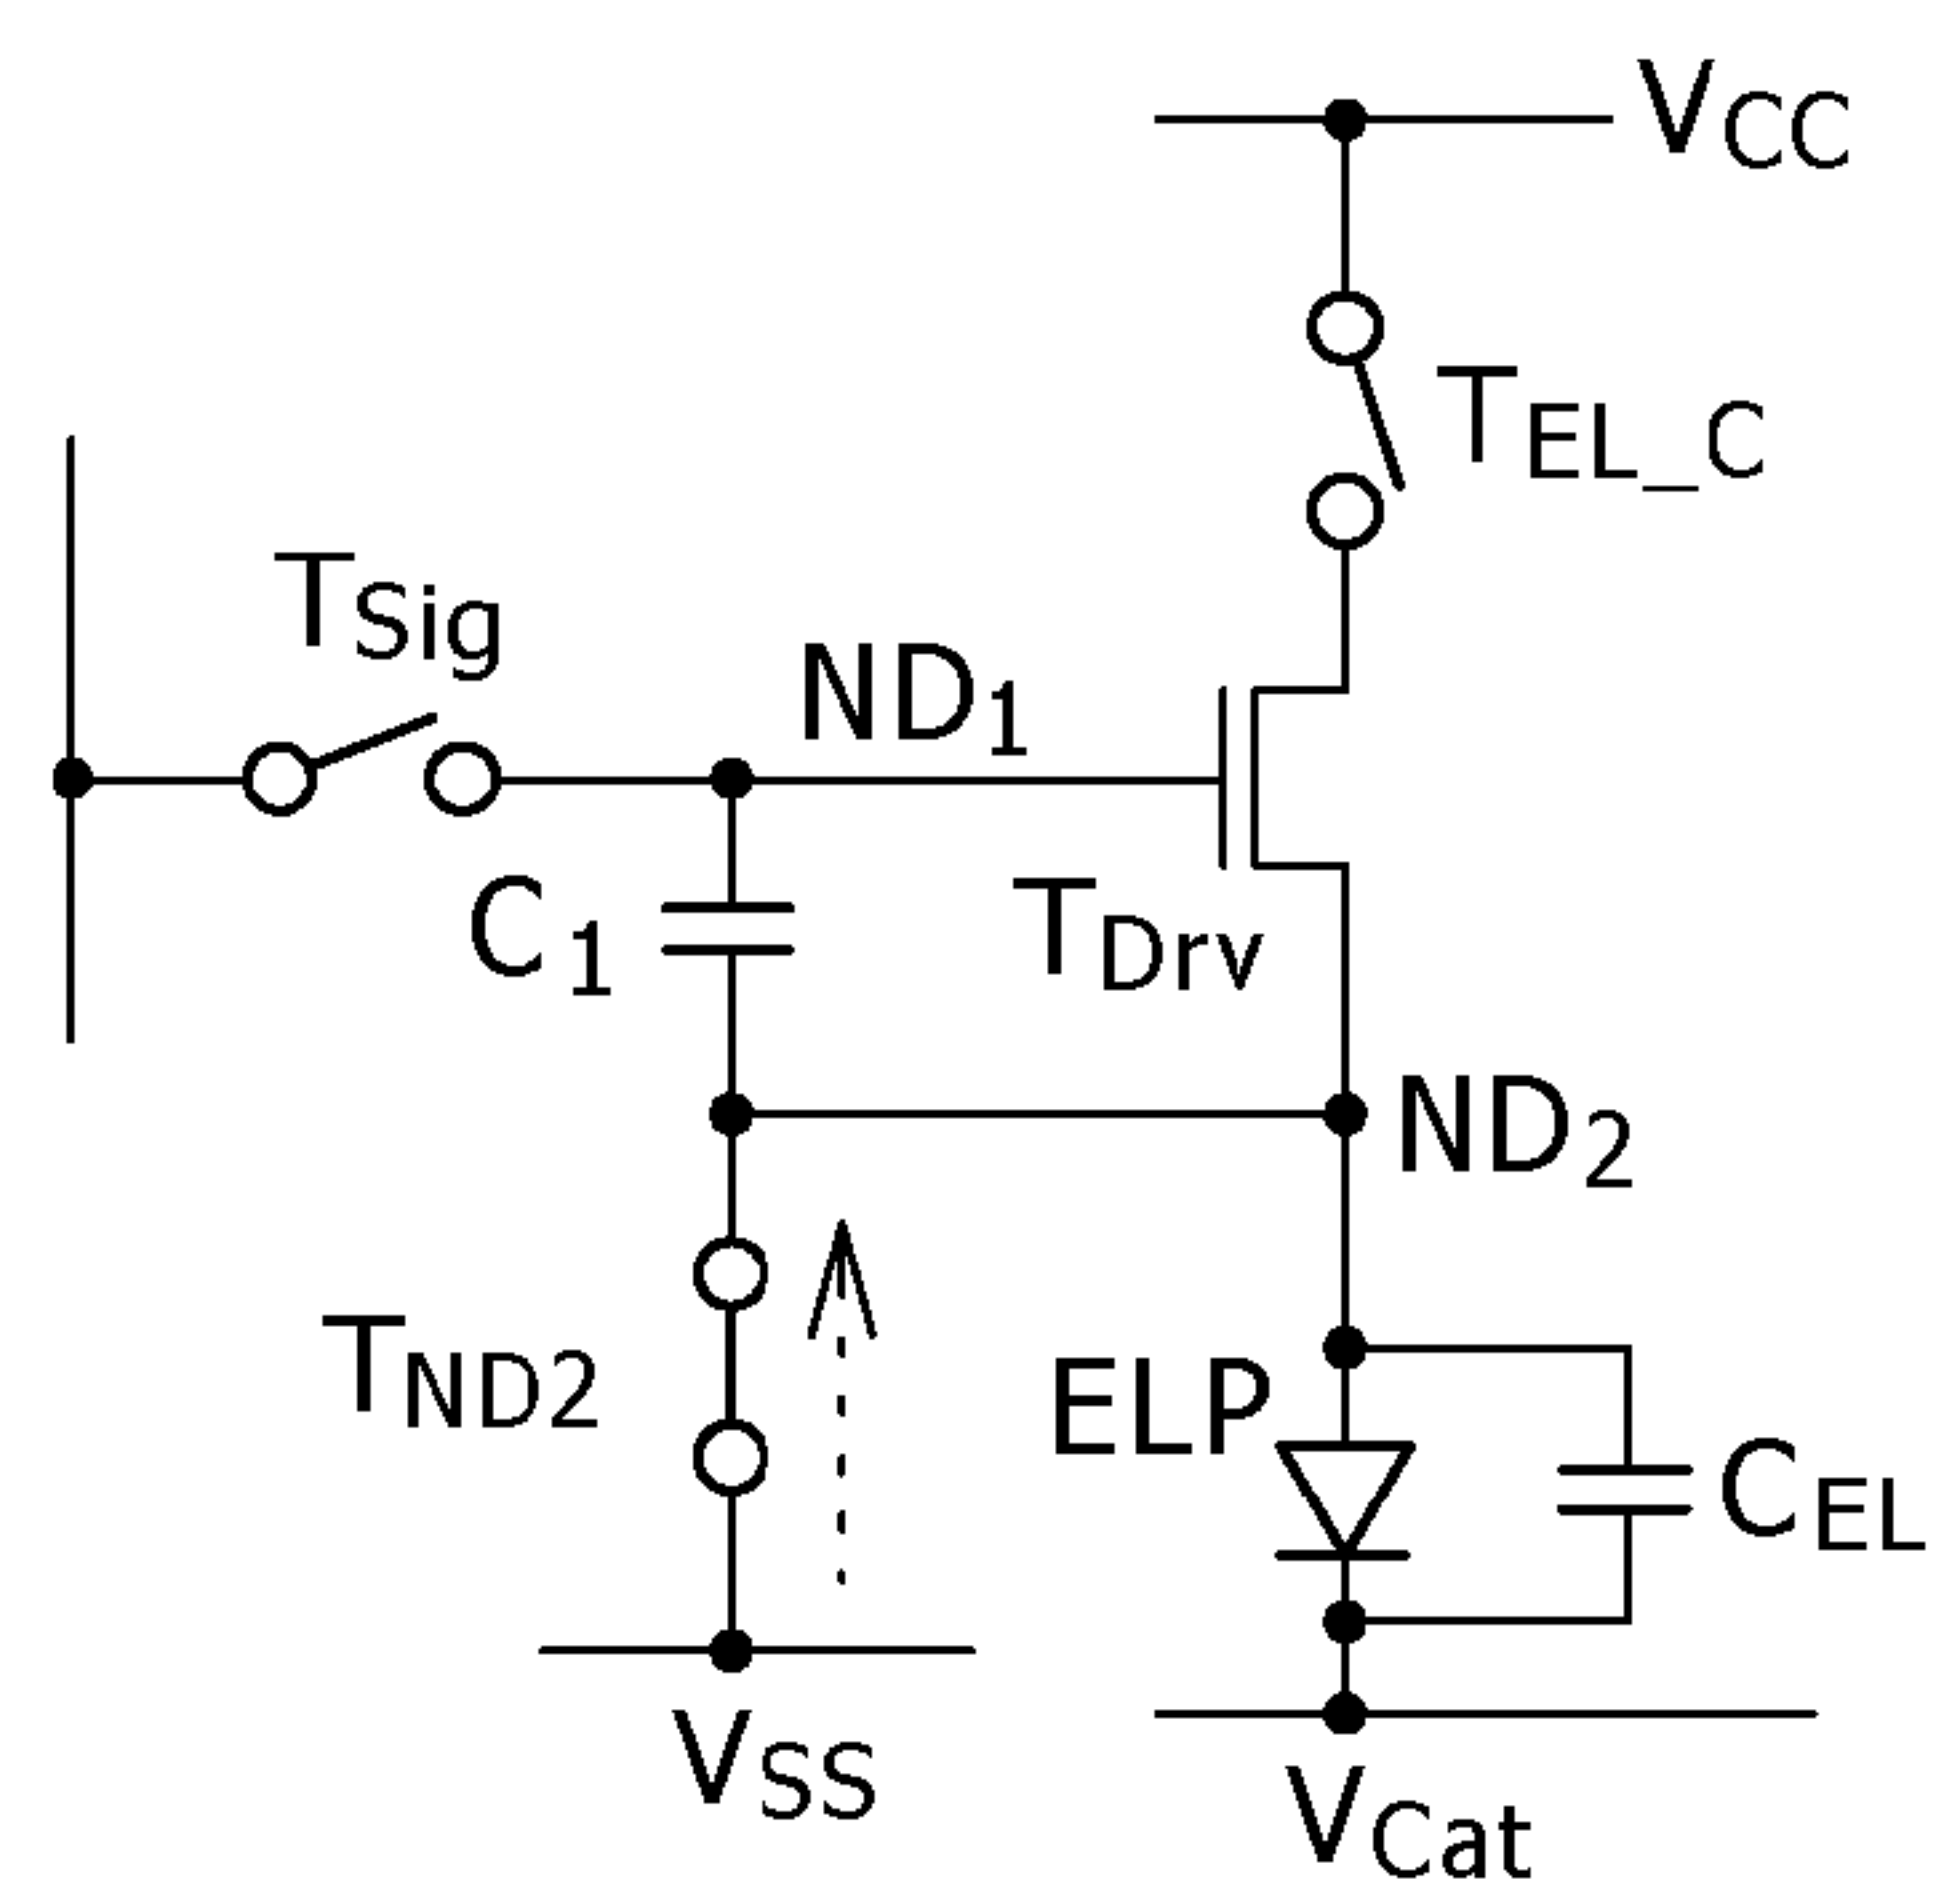 VCC
TEL_C
TSig
ND1
C1
TDrv
ND2
TND2
ELP
CEL
VSS
VCat